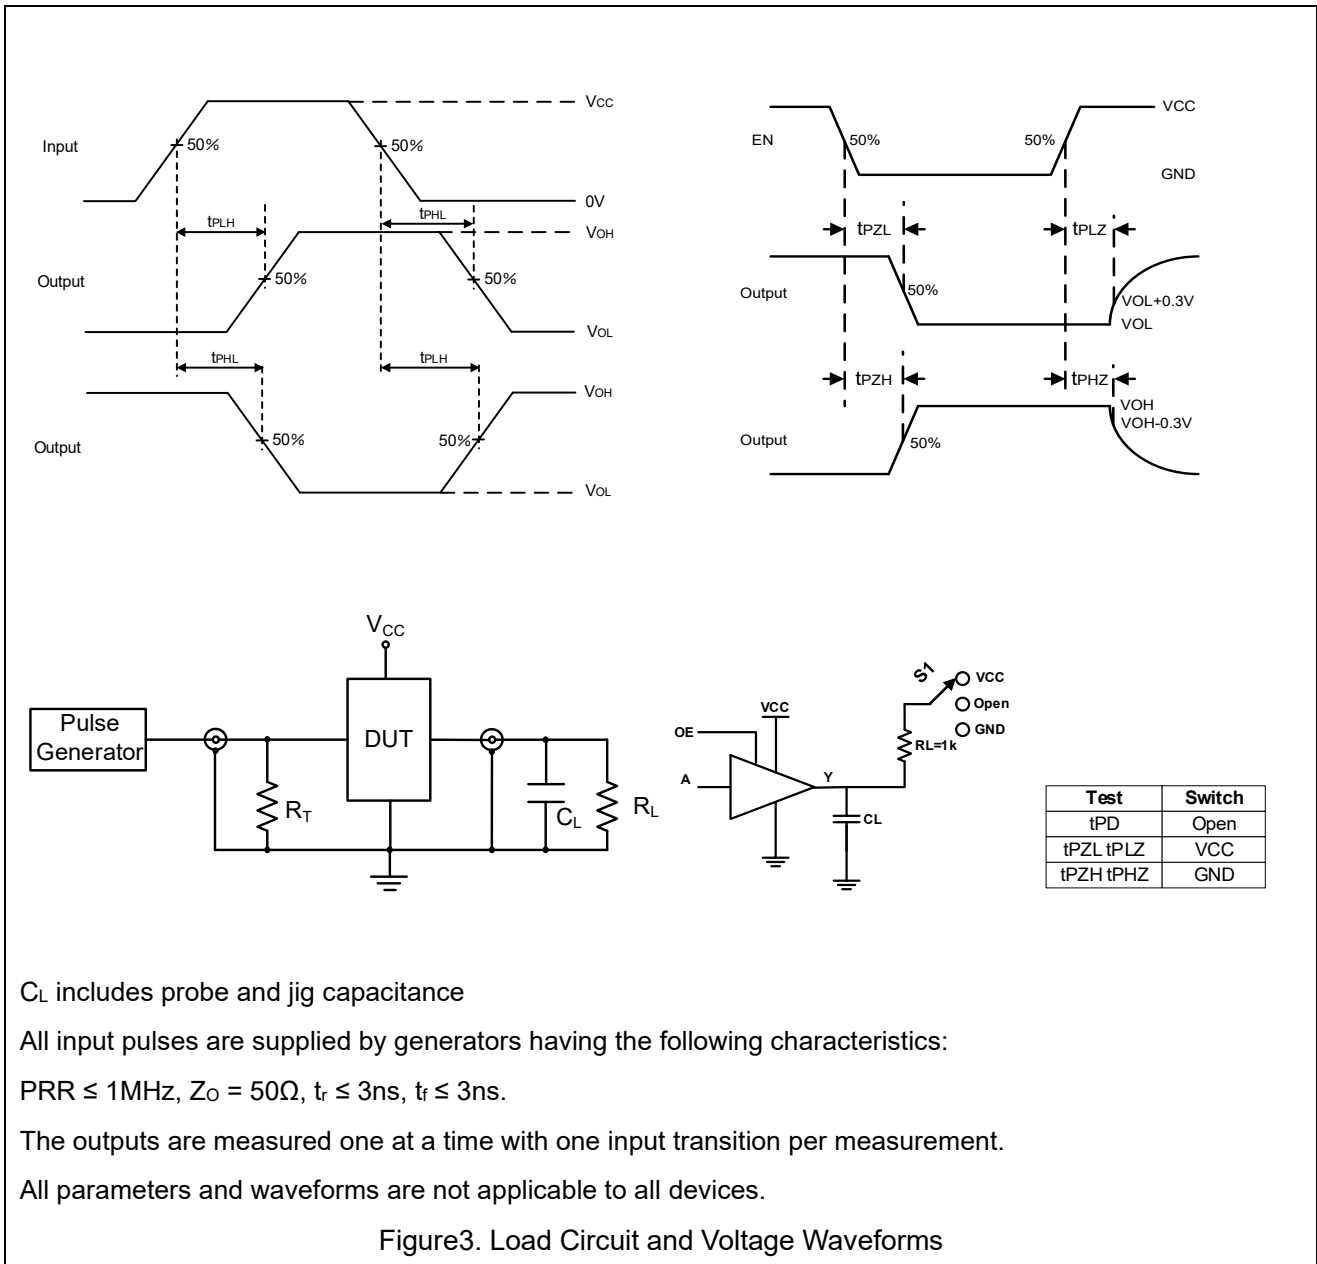 Input
50%
50%
VCC
0V
tPLH
tPHL
VOH
Output
50%
50%
VOL
tPHL
tPLH
VOH
Output
50%
50%
VOL
EN
50%
50%
VCC
GND
tPZL
tPLZ
Output
50%
VOL+0.3V
VOL
tPZH
tPHZ
VOH
VOH-0.3V
Output
50%
VCC
Pulse
Generator
DUT
RT
CL
RL
S1
VCC
Open
GND
RL=1k
VCC
OE
A
Y
CL
Test Switch
tPD Open
tPZL tPLZ VCC
tPZH tPHZ GND
CL includes probe and jig capacitance
All input pulses are supplied by generators having the following characteristics:
PRR ≤ 1MHz, ZO = 50Ω, tr ≤ 3ns, tf ≤ 3ns.
The outputs are measured one at a time with one input transition per measurement.
All parameters and waveforms are not applicable to all devices.
Figure3. Load Circuit and Voltage Waveforms